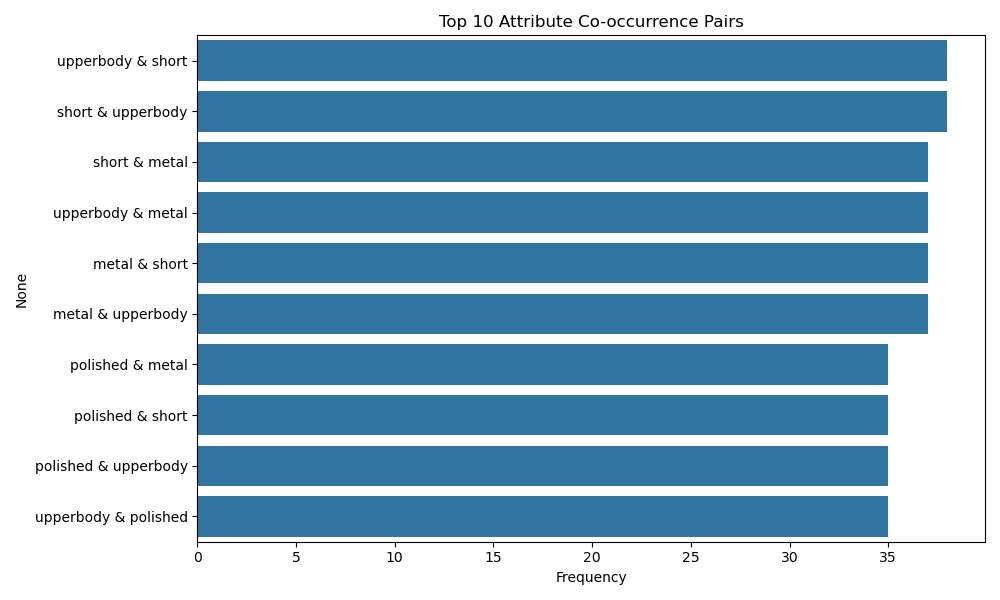 Top 10 Attribute Co-occurrence Pairs
upperbody & short
short & upperbody
short & metal
upperbody & metal
metal & short
metal & upperbody
polished & metal
polished & short
polished & upperbody
upperbody & polished
None
0 5 10 15 20 25 30 35
Frequency